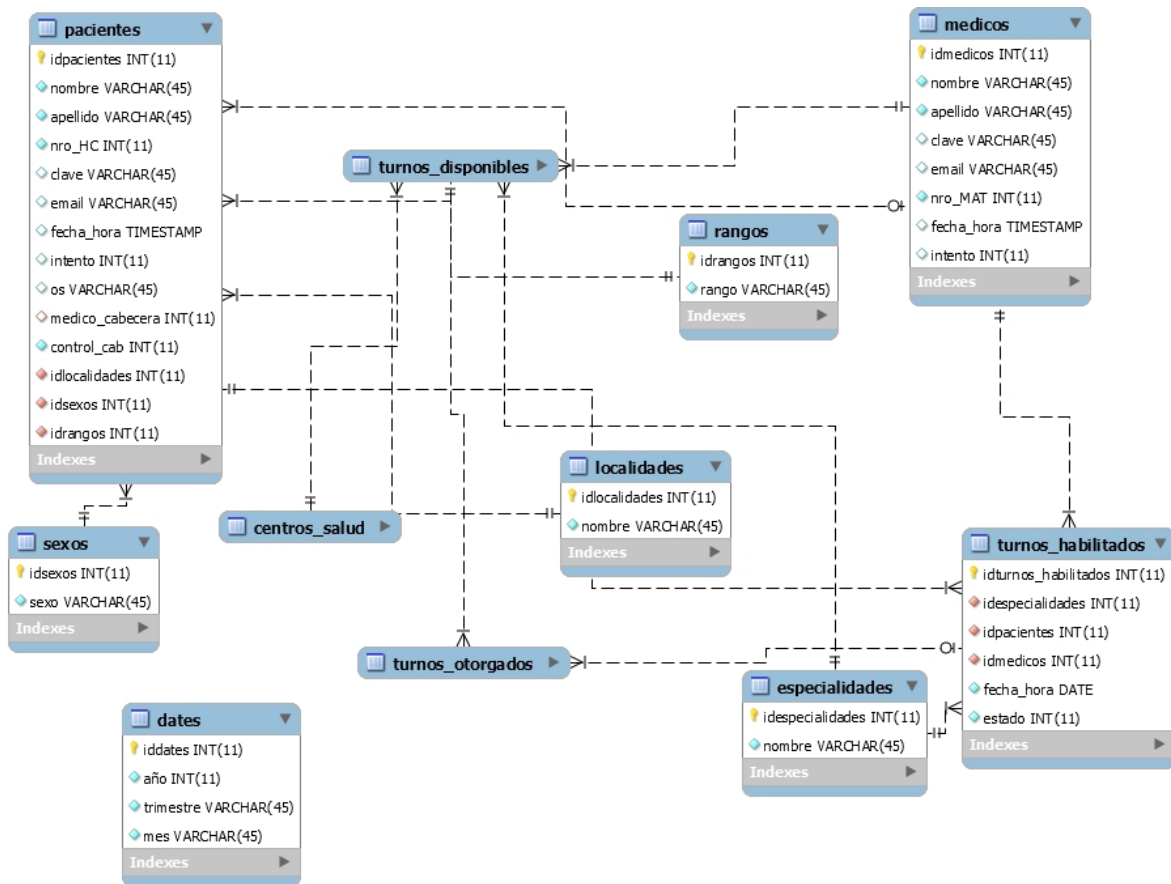 pacientes
idpacientes INT(11)
nombre VARCHAR(45)
apellido VARCHAR(45)
nro_HC INT(11)
clave VARCHAR(45)
email VARCHAR(45)
fecha_hora TIMESTAMP
intento INT(11)
os VARCHAR(45)
medico_cabecera INT(11)
control_cab INT(11)
idlocalidades INT(11)
idsexos INT(11)
idrangos INT(11)
Indexes
medicos
idmedicos INT(11)
nombre VARCHAR(45)
apellido VARCHAR(45)
clave VARCHAR(45)
email VARCHAR(45)
nro_MAT INT(11)
fecha_hora TIMESTAMP
intento INT(11)
Indexes
turnos_disponibles
rangos
idrangos INT(11)
rango VARCHAR(45)
Indexes
localidades
idlocalidades INT(11)
nombre VARCHAR(45)
Indexes
centros_salud
sexos
idsexos INT(11)
sexo VARCHAR(45)
Indexes
turnos_habilitados
idturnos_habilitados INT(11)
idespecialidades INT(11)
idpacientes INT(11)
idmedicos INT(11)
fecha_hora DATE
estado INT(11)
Indexes
turnos_otorgados
especialidades
idespecialidades INT(11)
nombre VARCHAR(45)
Indexes
dates
iddates INT(11)
año INT(11)
trimestre VARCHAR(45)
mes VARCHAR(45)
Indexes